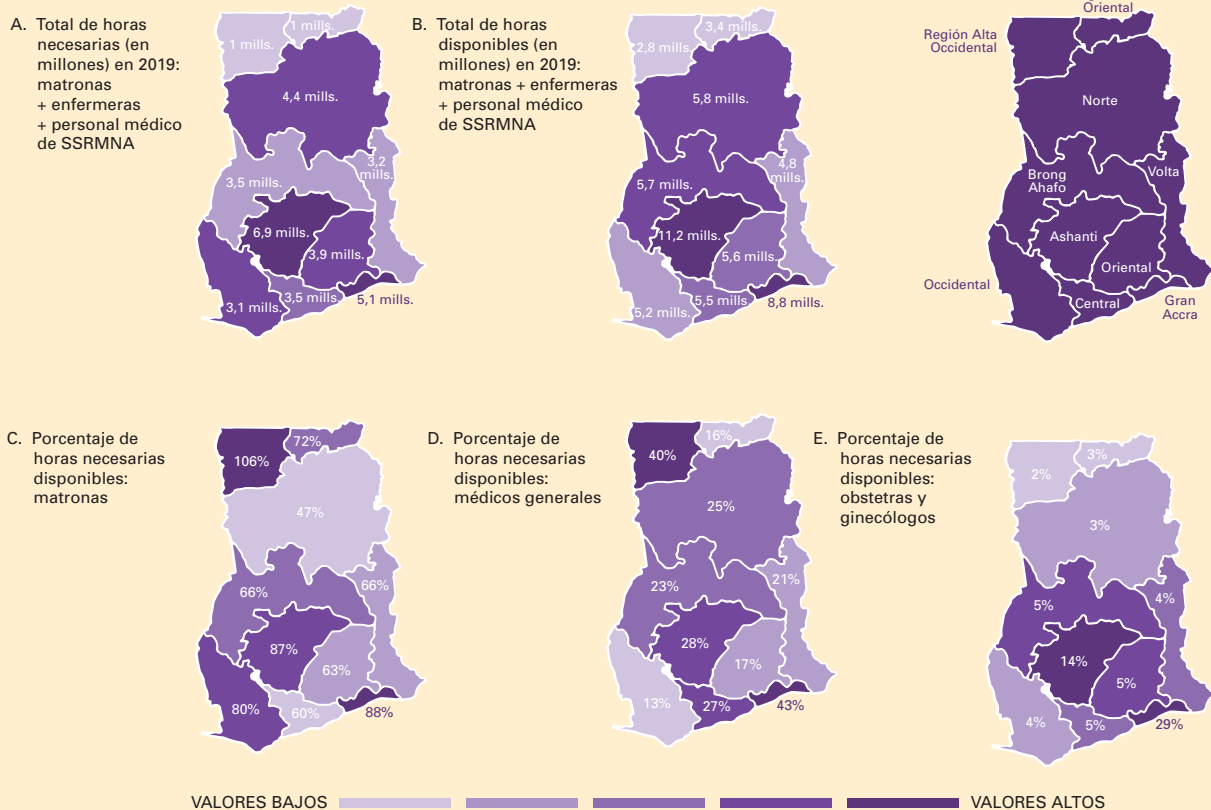 A. Total de horas
necesarias (en
millones) en 2019:
matronas
+ enfermeras
+ personal médico
de SSRMNA
1 mills.
1 mills.
4,4 mills.
3,2
mills.
3,5 mills.
6,9 mills.
3,9 mills.
3,5 mills.
5,1 mills.
3,1 mills.
B. Total de horas
disponibles (en
millones) en 2019:
matronas + enfermeras
+ personal médico
de SSRMNA
3,4 mills.
2,8 mills.
5,8 mills.
4,8
mills.
5,7 mills.
11,2 mills.
5,6 mills.
5,5 mills.
8,8 mills.
5,2 mills.
Oriental
Región Alta
Occidental
Norte
Brong
Ahafo
Volta
Ashanti
Oriental
Occidental
Central
Gran
Accra
C. Porcentaje de
horas necesarias
disponibles:
matronas
72%
106%
47%
66%
66%
87%
63%
80%
60%
88%
D. Porcentaje de
horas necesarias
disponibles:
médicos generales
16%
40%
25%
21%
23%
28%
17%
13%
27%
43%
E. Porcentaje de
horas necesarias
disponibles:
obstetras y
ginecólogos
3%
2%
3%
4%
5%
14%
5%
4%
5%
29%
VALORES BAJOS
VALORES ALTOS